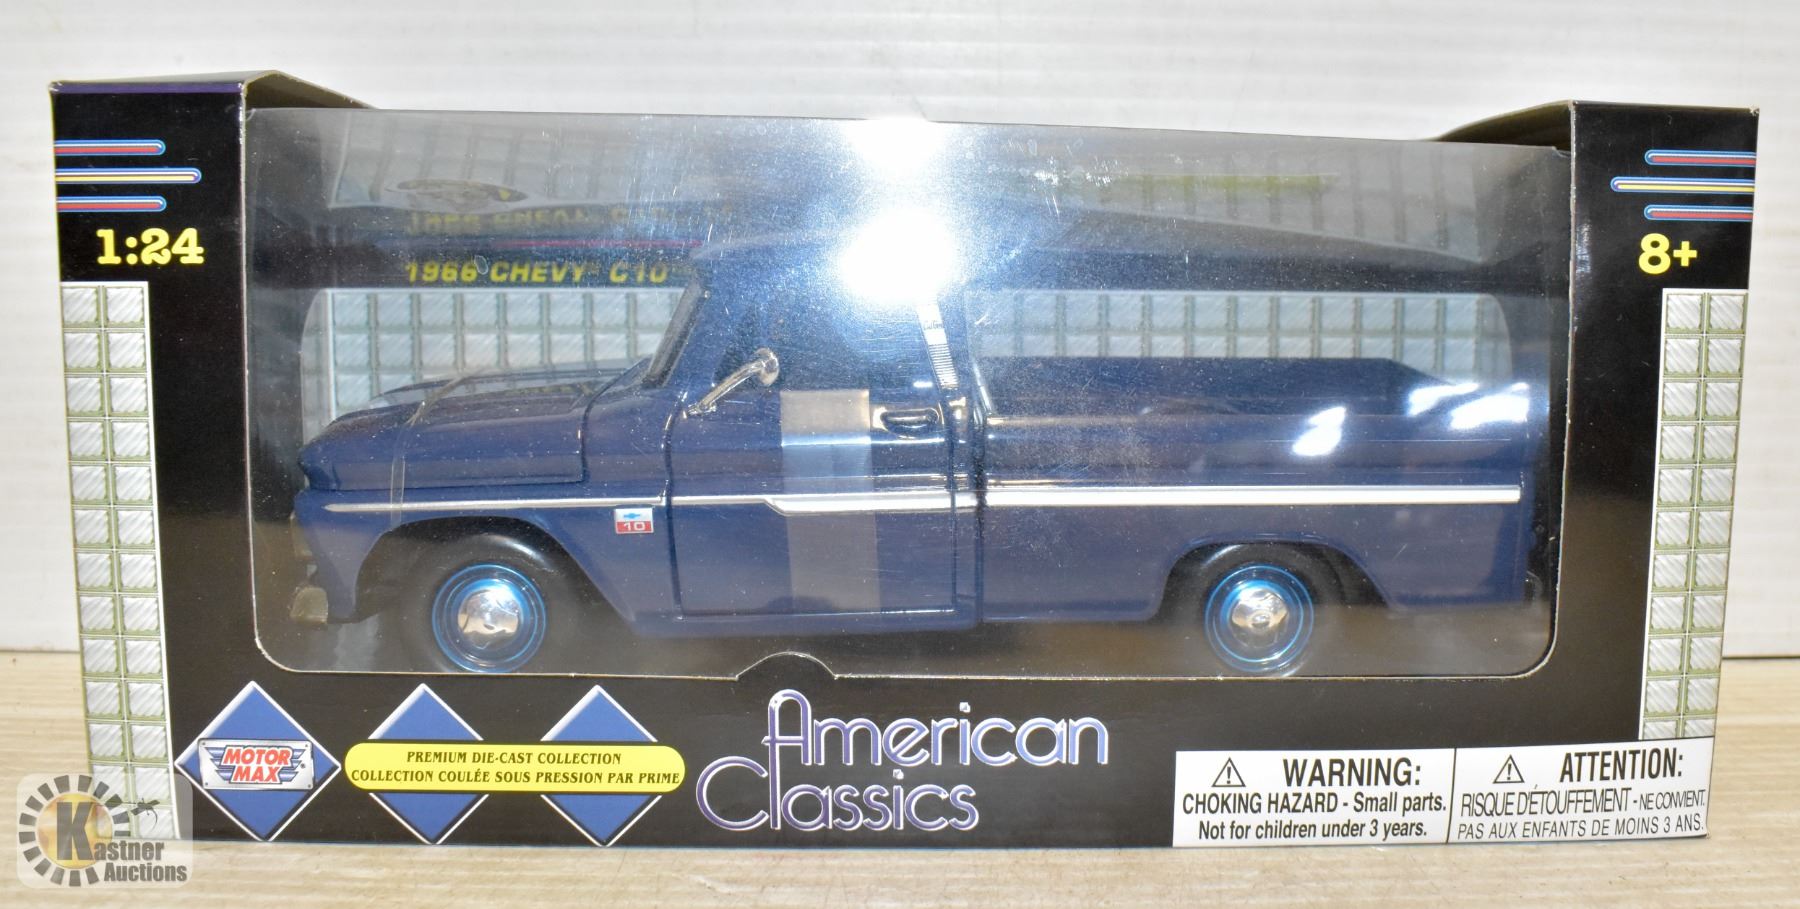 1:24
8+
1966 CHEVY C10
10
MOTOR
MAX
PREMIUM DIE-CAST COLLECTION
COLLECTION COULÉE SOUS PRESSION PAR PRIME
American
Classics
WARNING:
CHOKING HAZARD - Small parts.
Not for children under 3 years.
ATTENTION:
RISQUE D'ÉTOUFFEMENT - NE CONVIENT
PAS AUX ENFANTS DE MOINS 3 ANS.
Kastner
Auctions